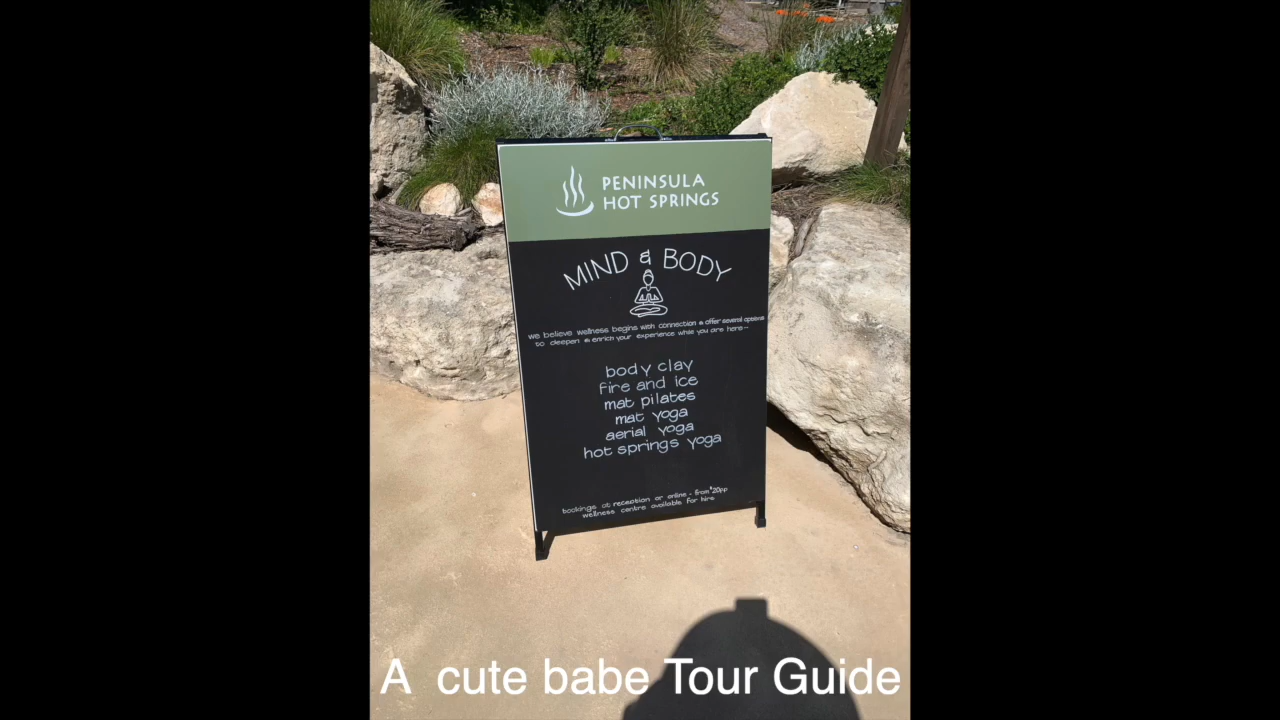 PENINSULA
HOT SPRINGS
MIND & BODY
we believe wellness begins with connection & offer several options
to deepen & enrich your experience while you are here--
body clay
fire and ice
mat pilates
mat yoga
aerial yoga
hot springs yoga
bookings at reception or online - from $20pp
wellness centre available for hire
A  cute babe Tour Guide